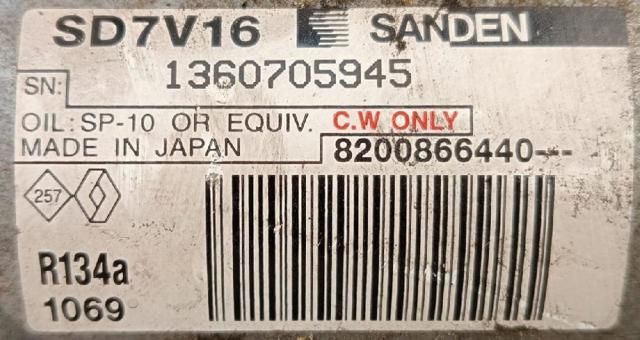 SD7V16 SANDEN
SN: 1360705945
OIL: SP-10 OR EQUIV. C.W ONLY
MADE IN JAPAN 8200866440---
257
R134a
1069